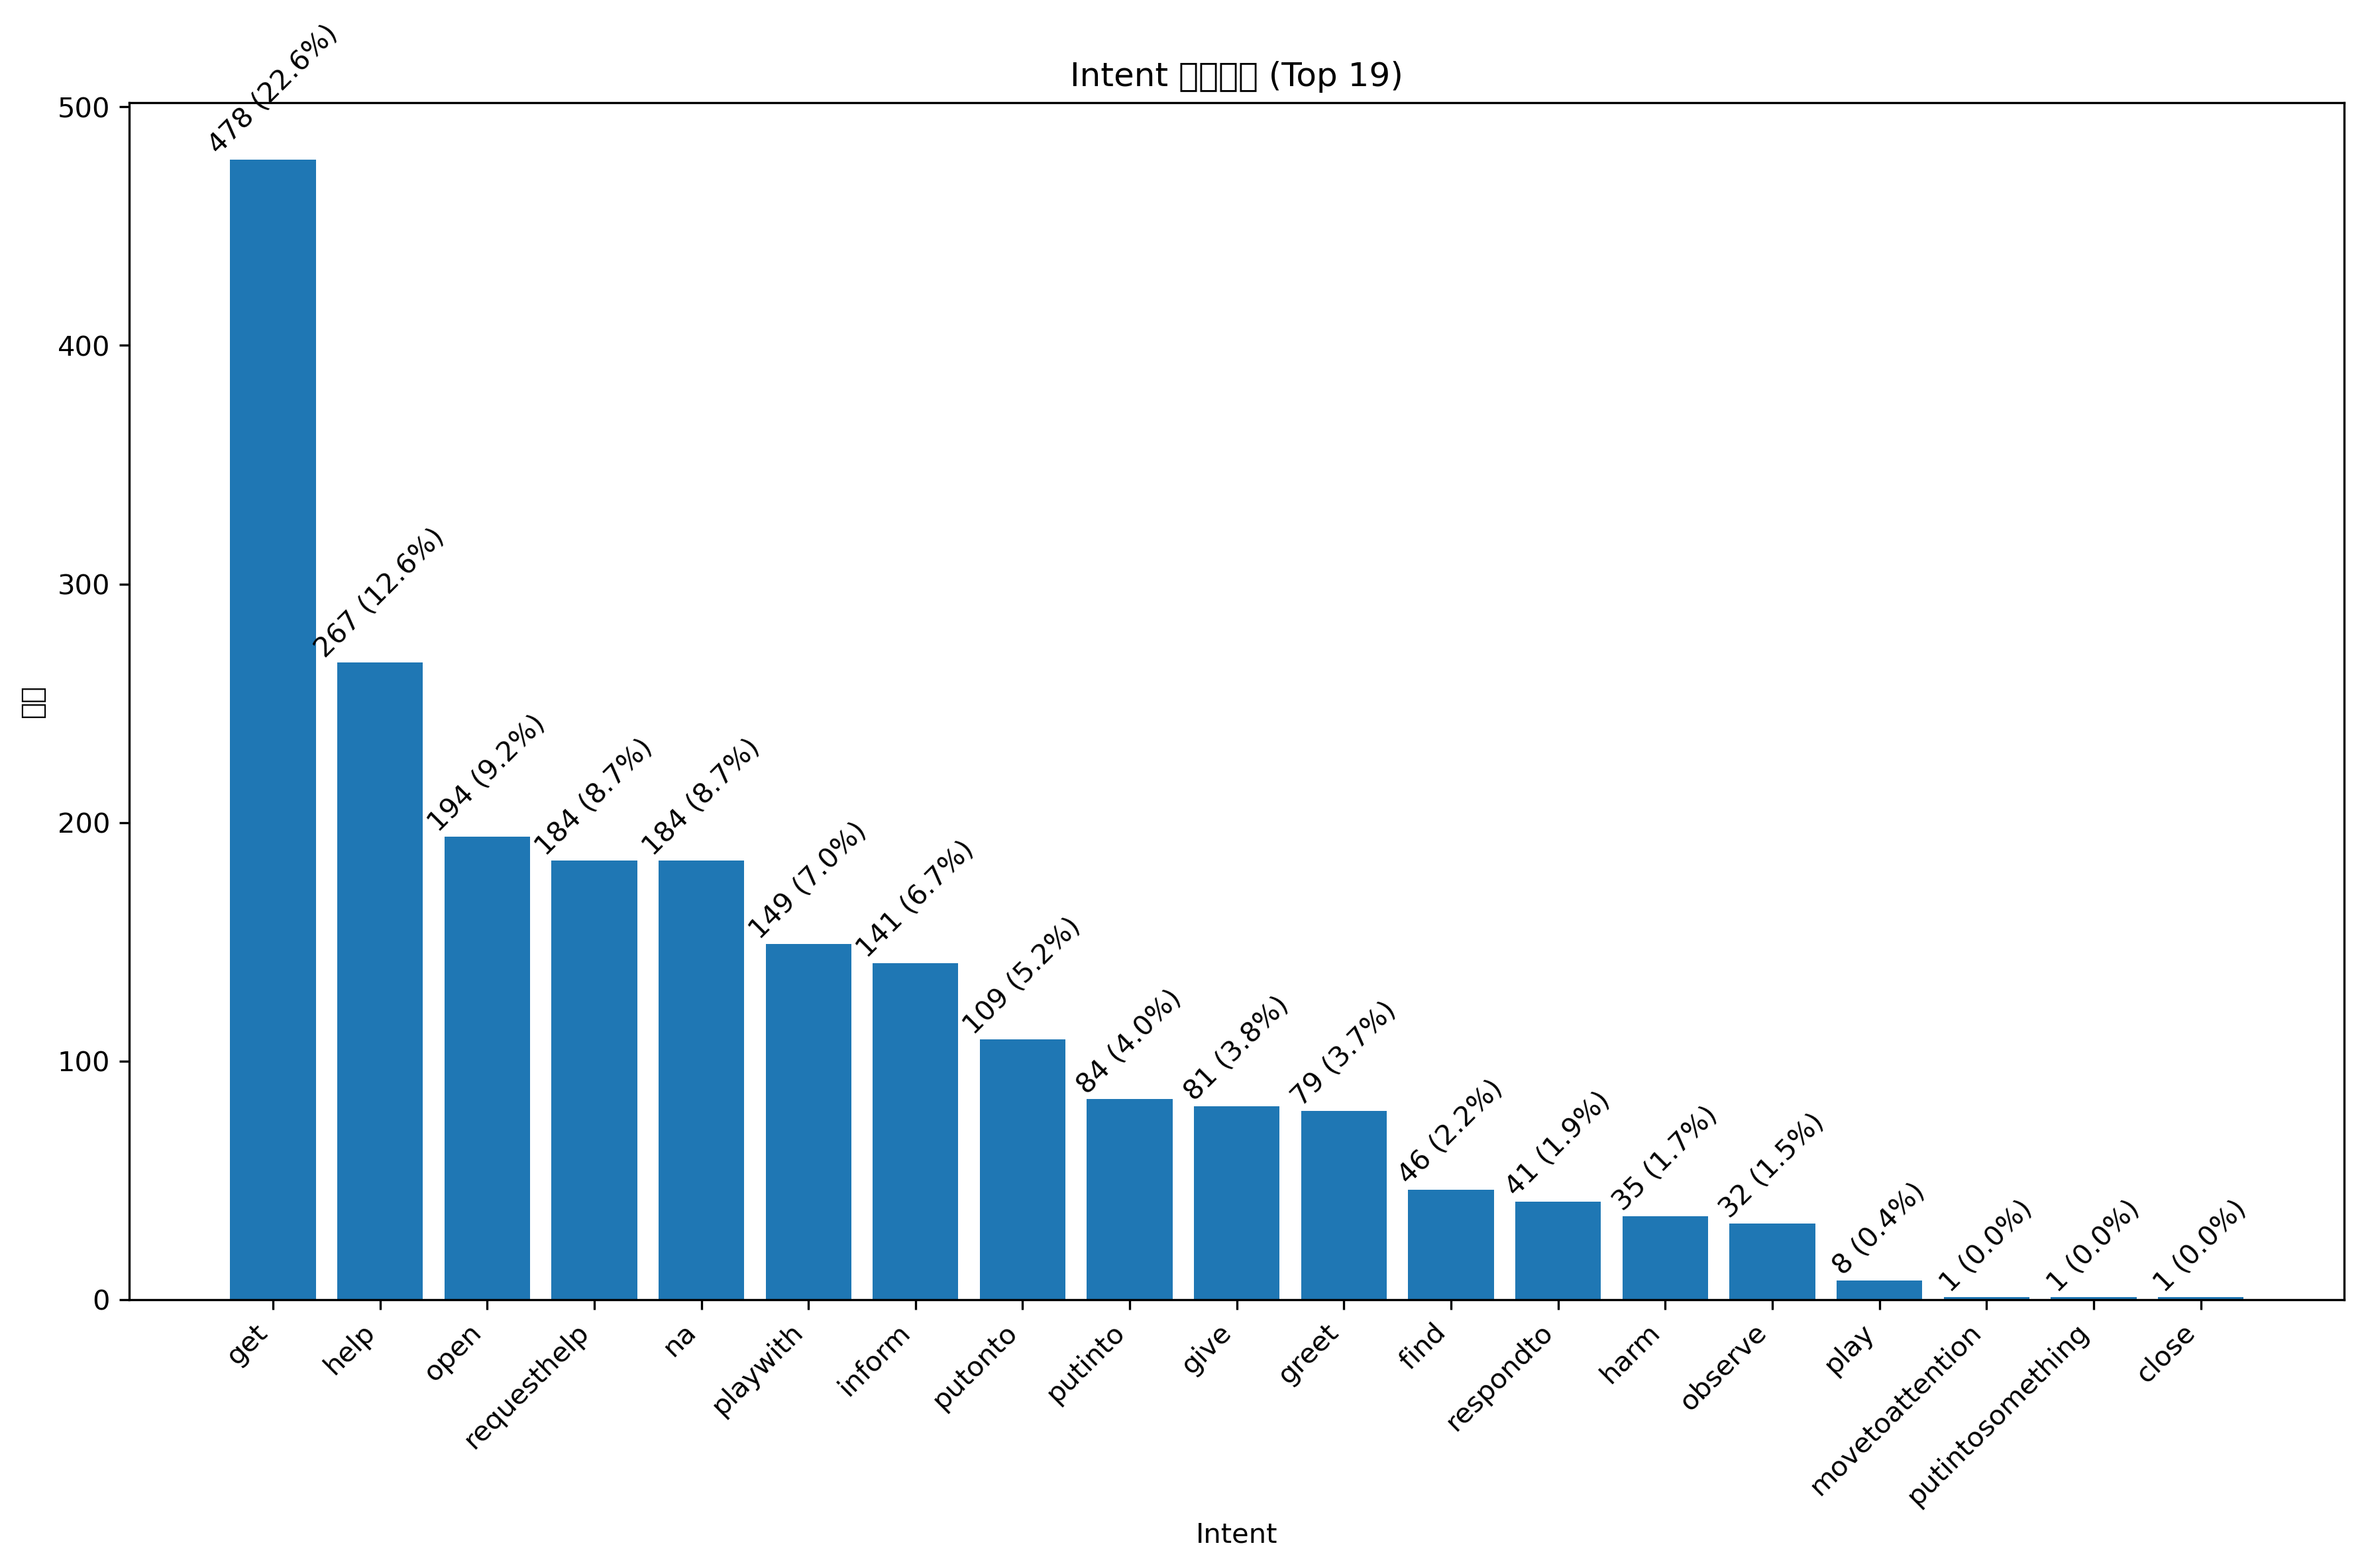 Intent (Top 19)
478 (22.6%)
267 (12.6%)
194 (9.2%)
184 (8.7%)
184 (8.7%)
149 (7.0%)
141 (6.7%)
109 (5.2%)
84 (4.0%)
81 (3.8%)
79 (3.7%)
46 (2.2%)
41 (1.9%)
35 (1.7%)
32 (1.5%)
8 (0.4%)
1 (0.0%)
1 (0.0%)
1 (0.0%)
500
400
300
200
100
0
get
help
open
requesthelp
na
playwith
inform
putonto
putinto
give
greet
find
respondto
harm
observe
play
movetoattention
putintosomething
close
Intent